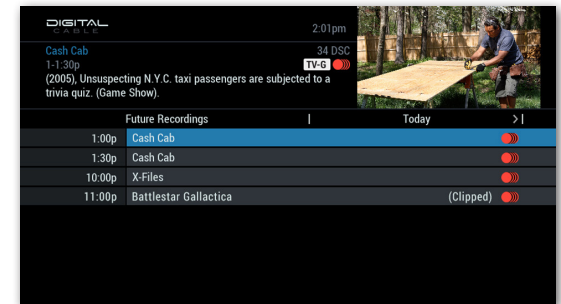 DIGITAL
CABLE
2:01pm
Cash Cab 34 DSC
1-1:30p TV-G
(2005), Unsuspecting N.Y.C. taxi passengers are subjected to a
trivia quiz. (Game Show).
Future Recordings | Today >|
1:00p Cash Cab
1:30p Cash Cab
10:00p X-Files
11:00p Battlestar Gallactica (Clipped)